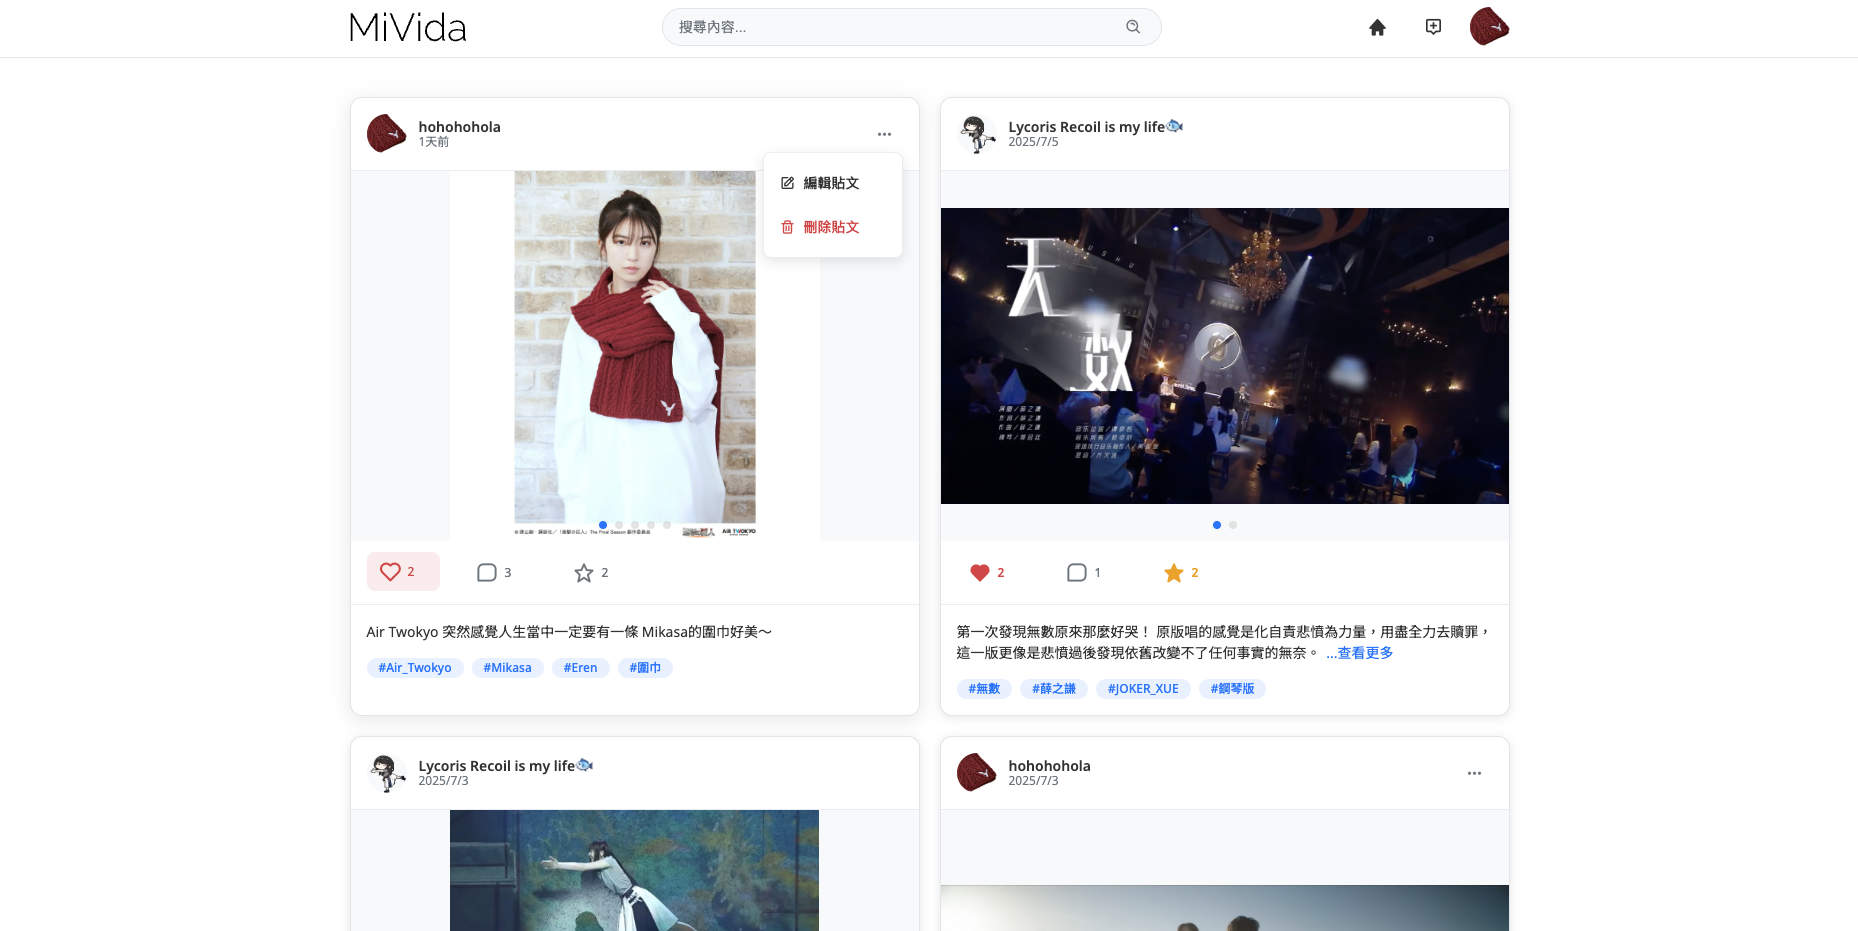 MiVida
搜尋內容...
hohohohola
1天前
編輯貼文
刪除貼文
AIR TWOKYO
2
3
2
Air Twokyo 突然感覺人生當中一定要有一條 Mikasa的圍巾好美～
#Air_Twokyo
#Mikasa
#Eren
#圍巾
Lycoris Recoil is my life🐟
2025/7/5
无
数
2
1
2
第一次發現無數原來那麼好哭！ 原版唱的感覺是化自責悲憤為力量，用盡全力去贖罪，
這一版更像是悲憤過後發現依舊改變不了任何事實的無奈。 ...查看更多
#無數
#薛之謙
#JOKER_XUE
#鋼琴版
Lycoris Recoil is my life🐟
2025/7/3
hohohohola
2025/7/3